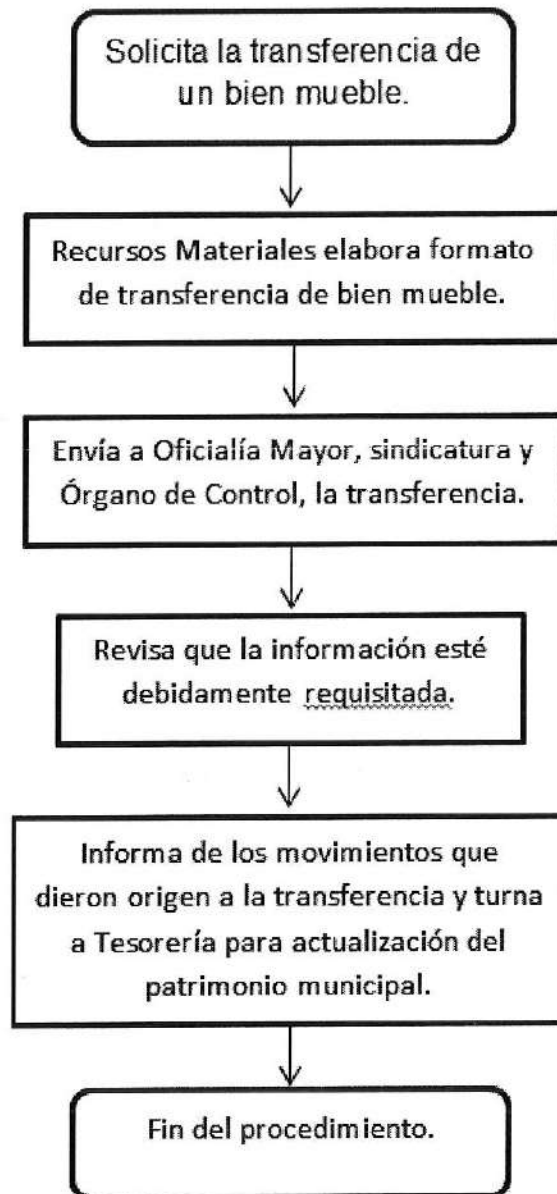 Solicita la transferencia de
un bien mueble.
Recursos Materiales elabora formato
de transferencia de bien mueble.
Envía a Oficialía Mayor, sindicatura y
Órgano de Control, la transferencia.
Revisa que la información esté
debidamente requisitada.
Informa de los movimientos que
dieron origen a la transferencia y turna
a Tesorería para actualización del
patrimonio municipal.
Fin del procedimiento.